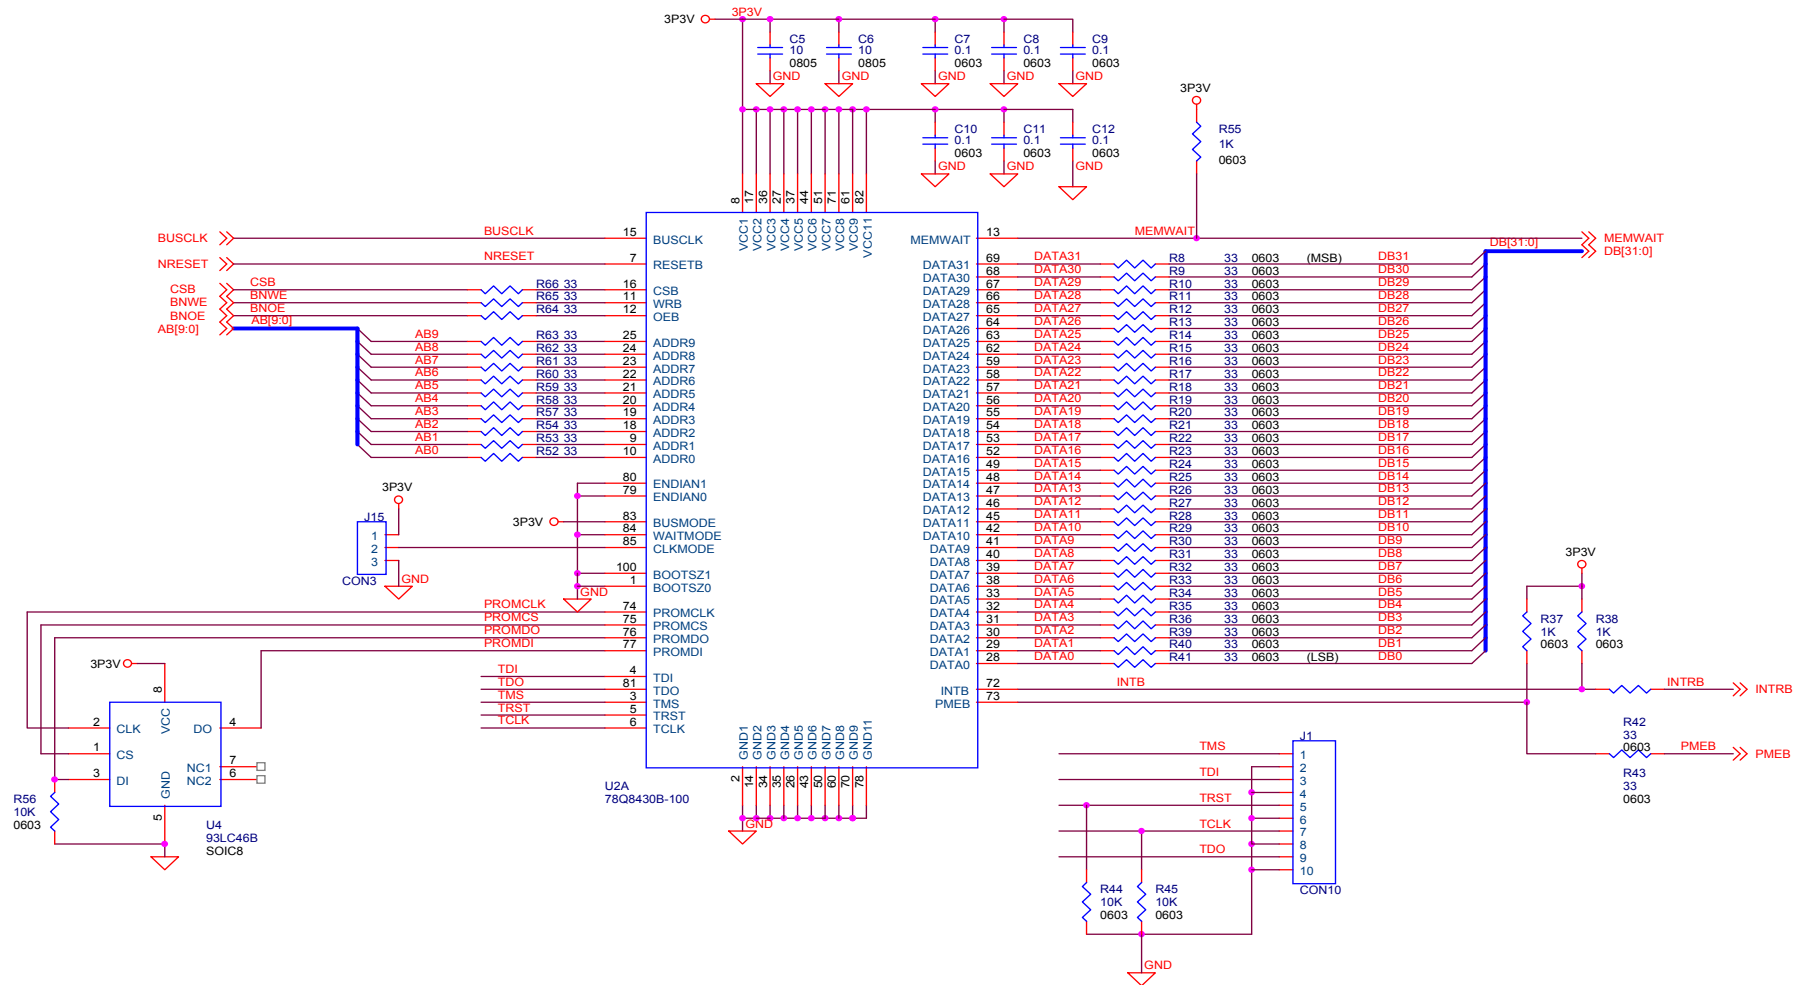 3P3V
3P3V
C5
10
0805
GND
C6
10
0805
GND
C7
0.1
0603
GND
C8
0.1
0603
GND
C9
0.1
0603
GND
C10
0.1
0603
GND
C11
0.1
0603
GND
C12
0.1
0603
GND
3P3V
R55
1K
0603
8 17 36 27 37 44 51 71 61 82
VCC1 VCC2 VCC3 VCC4 VCC5 VCC6 VCC7 VCC8 VCC9 VCC11
BUSCLK BUSCLK 15 BUSCLK
NRESET NRESET 7 RESETB
CSB CSB R66 33 16 CSB
BNWE BNWE R65 33 11 WRB
BNOE BNOE R64 33 12 OEB
AB[9:0] AB[9:0]
AB9 R63 33 25 ADDR9
AB8 R62 33 24 ADDR8
AB7 R61 33 23 ADDR7
AB6 R60 33 22 ADDR6
AB5 R59 33 21 ADDR5
AB4 R58 33 20 ADDR4
AB3 R57 33 19 ADDR3
AB2 R54 33 18 ADDR2
AB1 R53 33 9 ADDR1
AB0 R52 33 10 ADDR0
80 ENDIAN1
79 ENDIAN0
3P3V 83 BUSMODE
84 WAITMODE
85 CLKMODE
100 BOOTSZ1
1 BOOTSZ0
GND
3P3V
J15
1
2
3
CON3
GND
PROMCLK 74 PROMCLK
PROMCS 75 PROMCS
PROMDO 76 PROMDO
PROMDI 77 PROMDI
TDI 4 TDI
TDO 81 TDO
TMS 3 TMS
TRST 5 TRST
TCLK 6 TCLK
3P3V
8
VCC
2 CLK
1 CS
3 DI
DO 4
NC1 7
NC2 6
GND
5
R56
10K
0603
U4
93LC46B
SOIC8
U2A
78Q8430B-100
GND1 GND2 GND3 GND4 GND5 GND6 GND7 GND8 GND9 GND11
2 14 34 35 26 43 50 60 70 78
GND
MEMWAIT 13 MEMWAIT MEMWAIT
DB[31:0] DB[31:0]
DATA31 69 DATA31 R8 33 0603 (MSB) DB31
DATA30 68 DATA30 R9 33 0603 DB30
DATA29 67 DATA29 R10 33 0603 DB29
DATA28 66 DATA28 R11 33 0603 DB28
DATA27 65 DATA27 R12 33 0603 DB27
DATA26 64 DATA26 R13 33 0603 DB26
DATA25 63 DATA25 R14 33 0603 DB25
DATA24 62 DATA24 R15 33 0603 DB24
DATA23 59 DATA23 R16 33 0603 DB23
DATA22 58 DATA22 R17 33 0603 DB22
DATA21 57 DATA21 R18 33 0603 DB21
DATA20 56 DATA20 R19 33 0603 DB20
DATA19 55 DATA19 R20 33 0603 DB19
DATA18 54 DATA18 R21 33 0603 DB18
DATA17 53 DATA17 R22 33 0603 DB17
DATA16 52 DATA16 R23 33 0603 DB16
DATA15 49 DATA15 R24 33 0603 DB15
DATA14 48 DATA14 R25 33 0603 DB14
DATA13 47 DATA13 R26 33 0603 DB13
DATA12 46 DATA12 R27 33 0603 DB12
DATA11 45 DATA11 R28 33 0603 DB11
DATA10 42 DATA10 R29 33 0603 DB10
DATA9 41 DATA9 R30 33 0603 DB9
DATA8 40 DATA8 R31 33 0603 DB8
DATA7 39 DATA7 R32 33 0603 DB7
DATA6 38 DATA6 R33 33 0603 DB6
DATA5 33 DATA5 R34 33 0603 DB5
DATA4 32 DATA4 R35 33 0603 DB4
DATA3 31 DATA3 R36 33 0603 DB3
DATA2 30 DATA2 R39 33 0603 DB2
DATA1 29 DATA1 R40 33 0603 DB1
DATA0 28 DATA0 R41 33 0603 (LSB) DB0
INTB 72 INTB INTRB INTRB
PMEB 73
3P3V
R37
1K
0603
R38
1K
0603
R42
33
0603
PMEB PMEB
R43
33
0603
J1
TMS 1
2
TDI 3
4
TRST 5
6
TCLK 7
8
TDO 9
10
CON10
R44
10K
0603
R45
10K
0603
GND